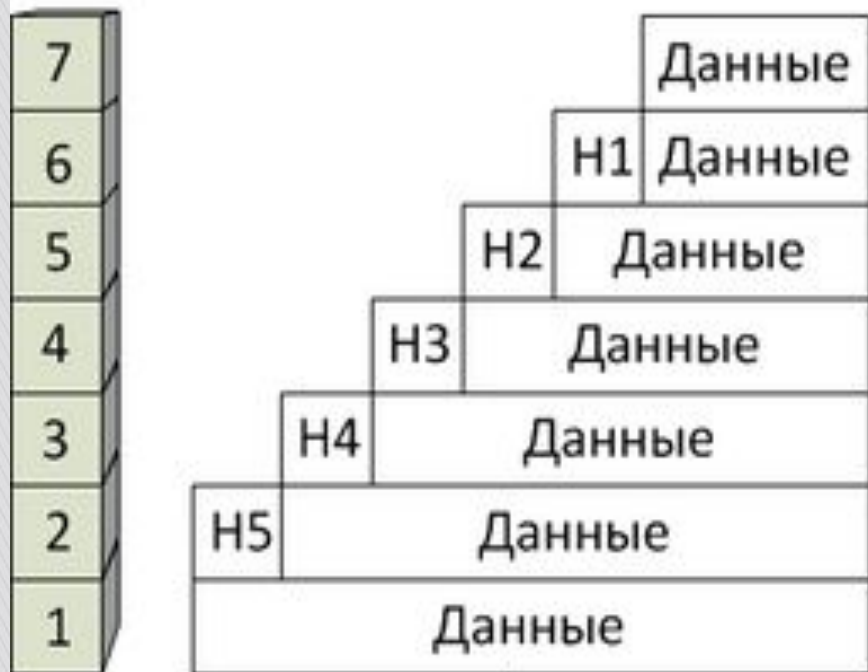 7 Данные
6 H1 Данные
5 H2 Данные
4 H3 Данные
3 H4 Данные
2 H5 Данные
1 Данные